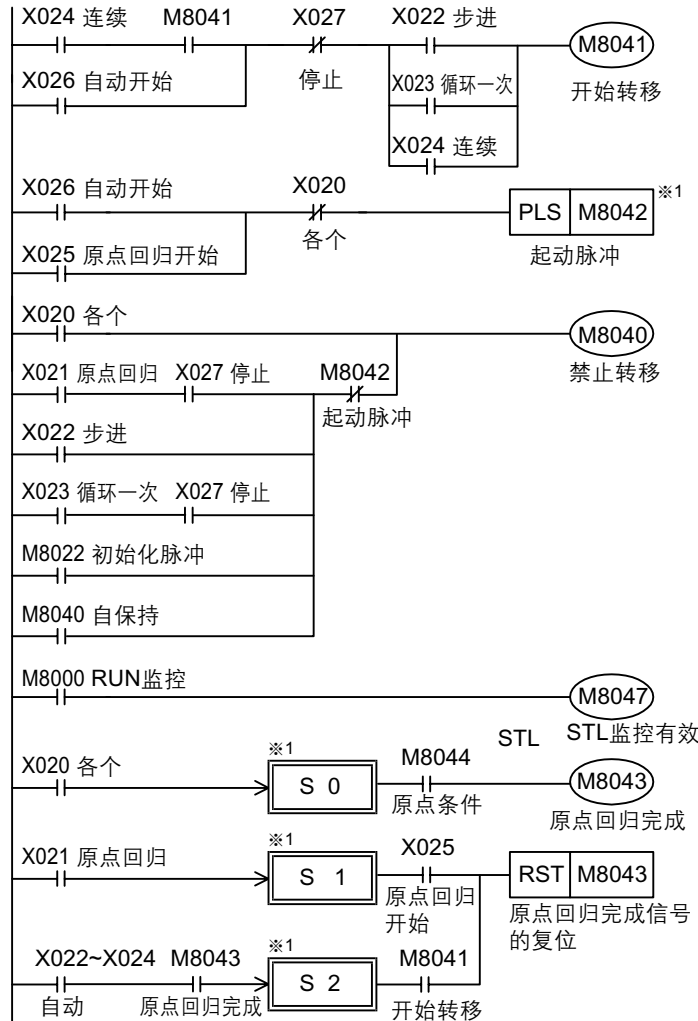 X024 连续 M8041 X027 X022 步进
M8041
停止
开始转移
X026 自动开始
X023 循环一次
X024 连续
X026 自动开始 X020
※1
PLS M8042
各个
起动脉冲
X025 原点回归开始
X020 各个
M8040
禁止转移
X021 原点回归 X027 停止 M8042
起动脉冲
X022 步进
X023 循环一次 X027 停止
M8022 初始化脉冲
M8040 自保持
M8000 RUN监控
M8047
STL STL监控有效
※1
X020 各个
S 0
M8044
原点条件
M8043
原点回归完成
※1
X021 原点回归
S 1
X025
原点回归
开始
RST M8043
原点回归完成信号
的复位
※1
X022~X024 M8043
S 2
M8041
自动 原点回归完成 开始转移